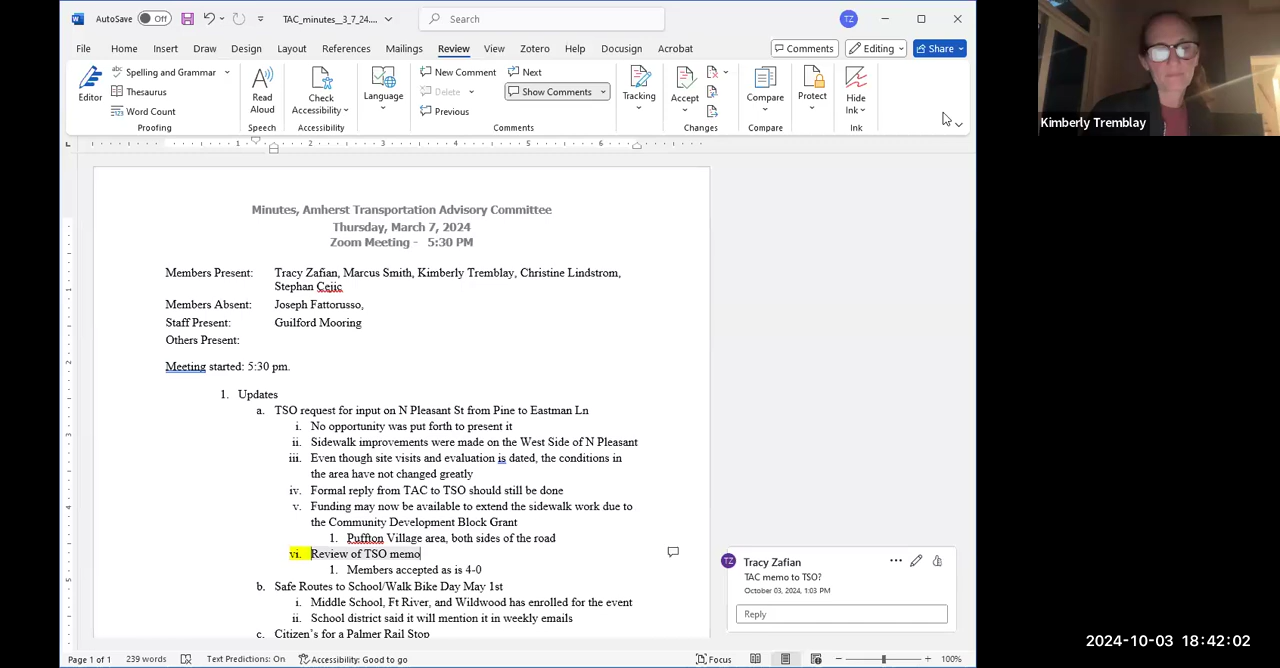 AutoSave Off TAC_minutes__3_7_24.... Search TZ
File Home Insert Draw Design Layout References Mailings Review View Zotero Help Docusign Acrobat Comments Editing Share
Editor
Spelling and Grammar
Thesaurus
Word Count
Proofing
Read Aloud
Speech
Check Accessibility
Accessibility
Language
New Comment
Delete
Previous
Next
Show Comments
Comments
Tracking
Accept
Changes
Compare
Compare
Protect
Hide Ink
Ink
Kimberly Tremblay
1 1 2 3 4 5 6
Minutes, Amherst Transportation Advisory Committee
Thursday, March 7, 2024
Zoom Meeting - 5:30 PM
Members Present: Tracy Zafian, Marcus Smith, Kimberly Tremblay, Christine Lindstrom,
Stephan Cejic
Members Absent: Joseph Fattorusso,
Staff Present: Guilford Mooring
Others Present:
Meeting started: 5:30 pm.
1. Updates
a. TSO request for input on N Pleasant St from Pine to Eastman Ln
i. No opportunity was put forth to present it
ii. Sidewalk improvements were made on the West Side of N Pleasant
iii. Even though site visits and evaluation is dated, the conditions in
the area have not changed greatly
iv. Formal reply from TAC to TSO should still be done
v. Funding may now be available to extend the sidewalk work due to
the Community Development Block Grant
1. Puffton Village area, both sides of the road
vi. Review of TSO memo
1. Members accepted as is 4-0
b. Safe Routes to School/Walk Bike Day May 1st
i. Middle School, Ft River, and Wildwood has enrolled for the event
ii. School district said it will mention it in weekly emails
c. Citizen's for a Palmer Rail Stop
TZ Tracy Zafian
TAC memo to TSO?
October 03, 2024, 1:03 PM
Reply
2024-10-03 18:42:02
Page 1 of 1 239 words Text Predictions: On Accessibility: Good to go Focus 100%